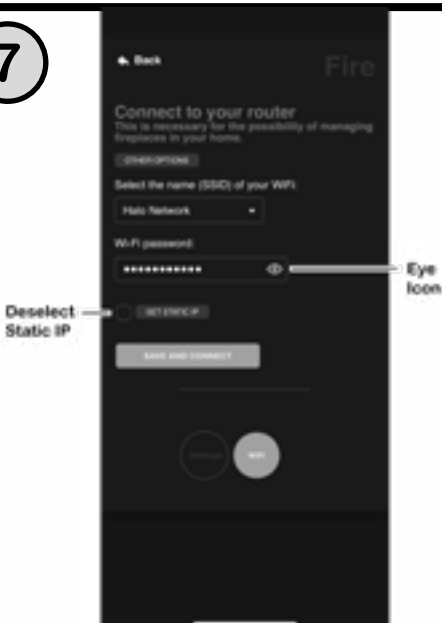 7
Back
Fire
Connect to your router
This is necessary for the possibility of managing
fireplaces in your home.
OTHER OPTIONS
Select the name (SSID) of your WiFi:
Halo Network
Wi-Fi password:
Eye
Icon
Deselect
Static IP
SET STATIC IP
SAVE AND CONNECT
Settings
WiFi